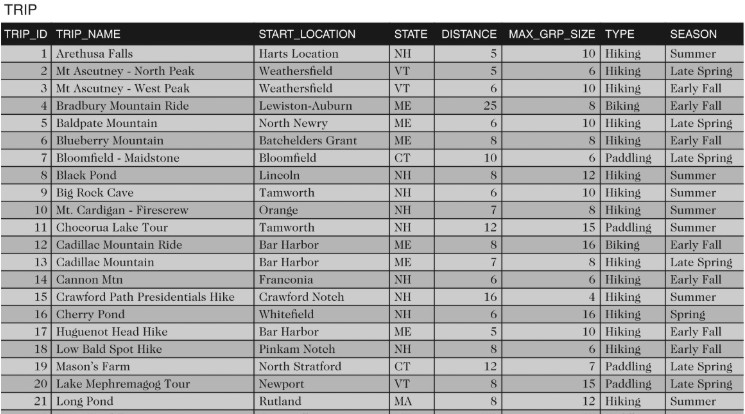 TRIP
TRIP_ID TRIP_NAME START_LOCATION STATE DISTANCE MAX_GRP_SIZE TYPE SEASON
1 Arethusa Falls Harts Location NH 5 10 Hiking Summer
2 Mt Ascutney - North Peak Weathersfield VT 5 6 Hiking Late Spring
3 Mt Ascutney - West Peak Weathersfield VT 6 10 Hiking Early Fall
4 Bradbury Mountain Ride Lewiston-Auburn ME 25 8 Biking Early Fall
5 Baldpate Mountain North Newry ME 6 10 Hiking Late Spring
6 Blueberry Mountain Batchelders Grant ME 8 8 Hiking Early Fall
7 Bloomfield - Maidstone Bloomfield CT 10 6 Paddling Late Spring
8 Black Pond Lincoln NH 8 12 Hiking Summer
9 Big Rock Cave Tamworth NH 6 10 Hiking Summer
10 Mt. Cardigan - Firescrew Orange NH 7 8 Hiking Summer
11 Chocorua Lake Tour Tamworth NH 12 15 Paddling Summer
12 Cadillac Mountain Ride Bar Harbor ME 8 16 Biking Early Fall
13 Cadillac Mountain Bar Harbor ME 7 8 Hiking Late Spring
14 Cannon Mtn Franconia NH 6 6 Hiking Early Fall
15 Crawford Path Presidentials Hike Crawford Notch NH 16 4 Hiking Summer
16 Cherry Pond Whitefield NH 6 16 Hiking Spring
17 Huguenot Head Hike Bar Harbor ME 5 10 Hiking Early Fall
18 Low Bald Spot Hike Pinkam Notch NH 8 6 Hiking Early Fall
19 Mason's Farm North Stratford CT 12 7 Paddling Late Spring
20 Lake Mephremagog Tour Newport VT 8 15 Paddling Late Spring
21 Long Pond Rutland MA 8 12 Hiking Summer